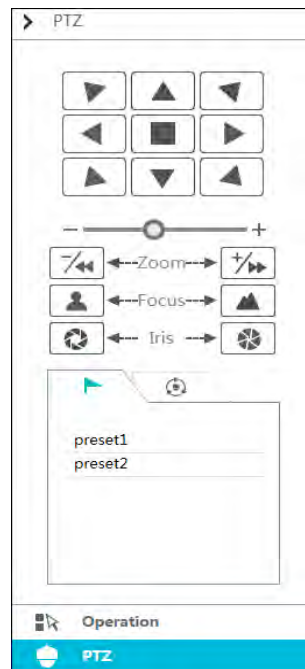 PTZ
− +
−/ Zoom +/
Focus
Iris
preset1
preset2
Operation
PTZ